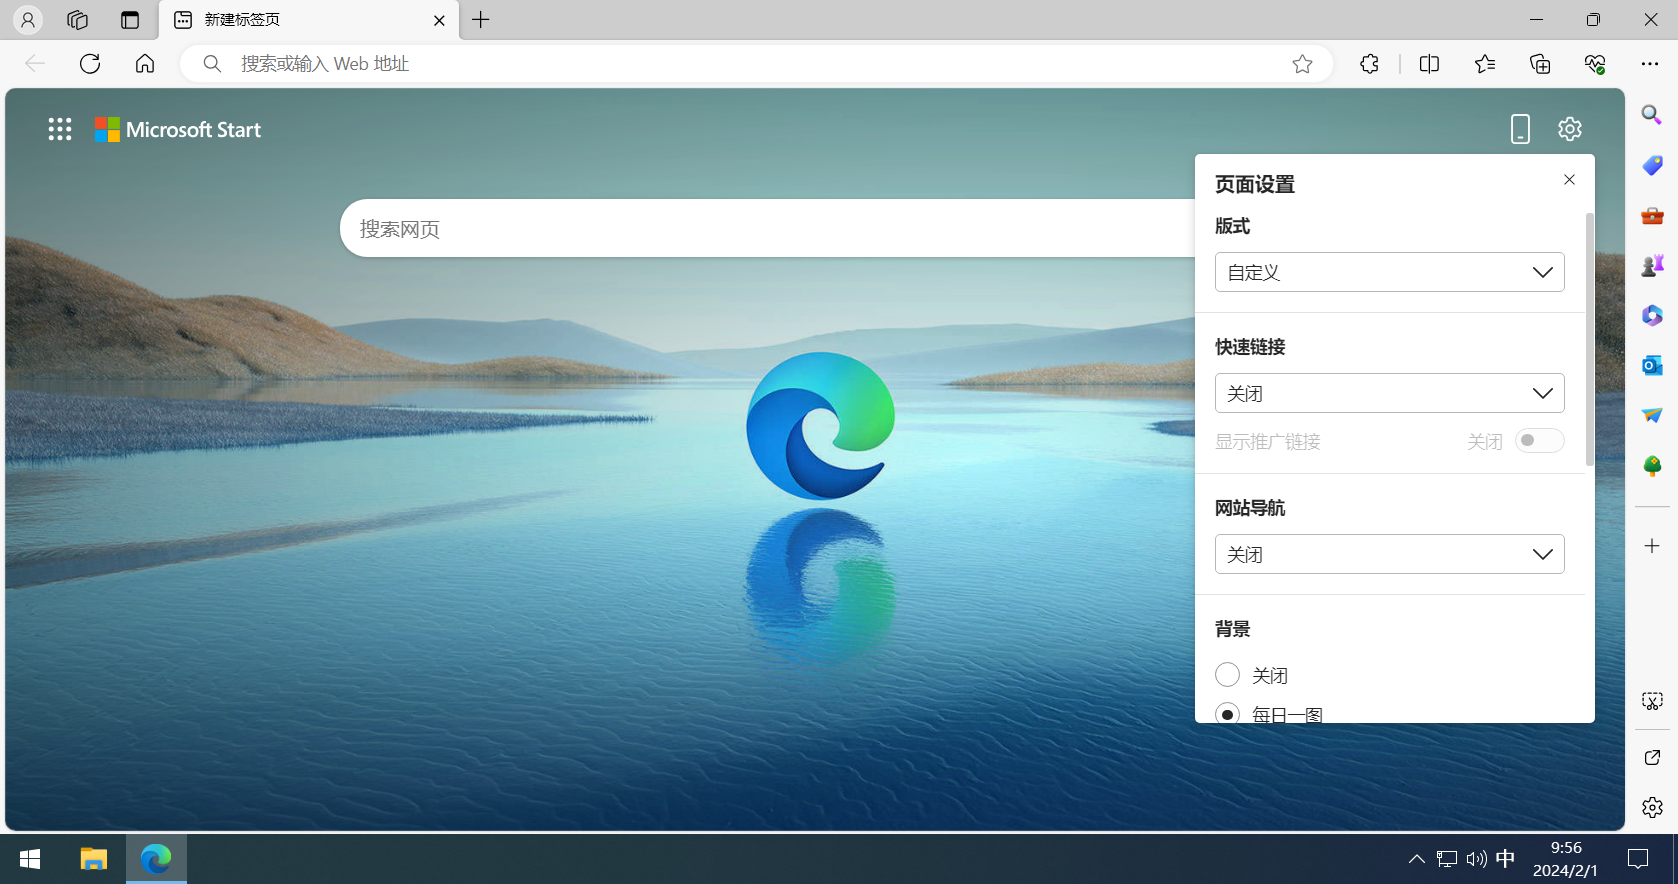 新建标签页
搜索或输入 Web 地址
Microsoft Start
搜索网页
页面设置
版式
自定义
快速链接
关闭
显示推广链接 关闭
网站导航
关闭
背景
关闭
每日一图
中
9:56
2024/2/1